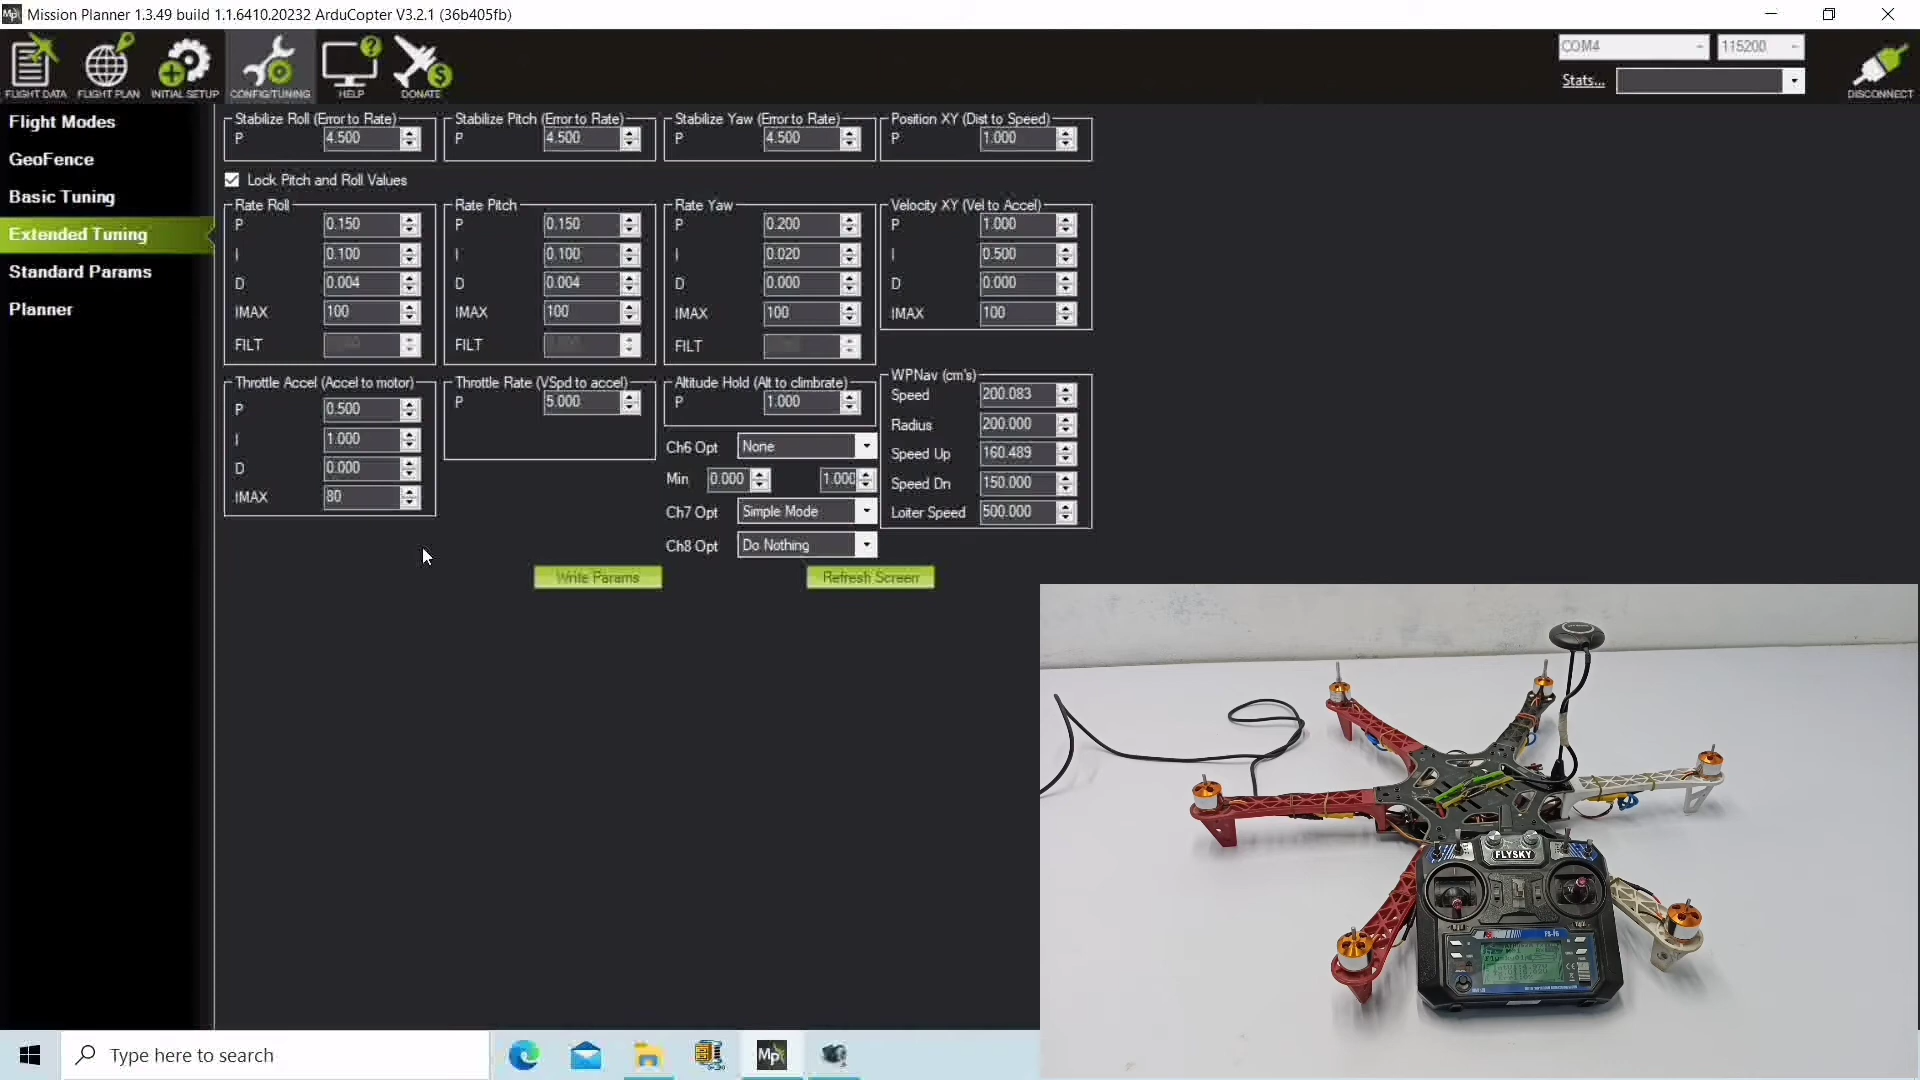 Mission Planner 1.3.49 build 1.1.6410.20232 ArduCopter V3.2.1 (36b405fb)
FLIGHT DATA FLIGHT PLAN INITIAL SETUP CONFIG/TUNING HELP DONATE
COM4 115200
Stats...
DISCONNECT
Flight Modes
GeoFence
Basic Tuning
Extended Tuning
Standard Params
Planner
Stabilize Roll (Error to Rate) Stabilize Pitch (Error to Rate) Stabilize Yaw (Error to Rate) Position XY (Dist to Speed)
P 4.500 P 4.500 P 4.500 P 1.000
Lock Pitch and Roll Values
Rate Roll Rate Pitch Rate Yaw Velocity XY (Vel to Accel)
P 0.150 P 0.150 P 0.200 P 1.000
I 0.100 I 0.100 I 0.020 I 0.500
D 0.004 D 0.004 D 0.000 D 0.000
IMAX 100 IMAX 100 IMAX 100 IMAX 100
FILT FILT FILT
Throttle Accel (Accel to motor) Throttle Rate (VSpd to accel) Altitude Hold (Alt to climbrate) WPNav (cm's)
P 0.500 P 5.000 P 1.000 Speed 200.083
I 1.000 Ch6 Opt None Radius 200.000
D 0.000 Min 0.000 1.000 Speed Up 160.489
IMAX 80 Ch7 Opt Simple Mode Speed Dn 150.000
Ch8 Opt Do Nothing Loiter Speed 500.000
Write Params Refresh Screen
FLYSKY
FS-i6
Type here to search
Mp